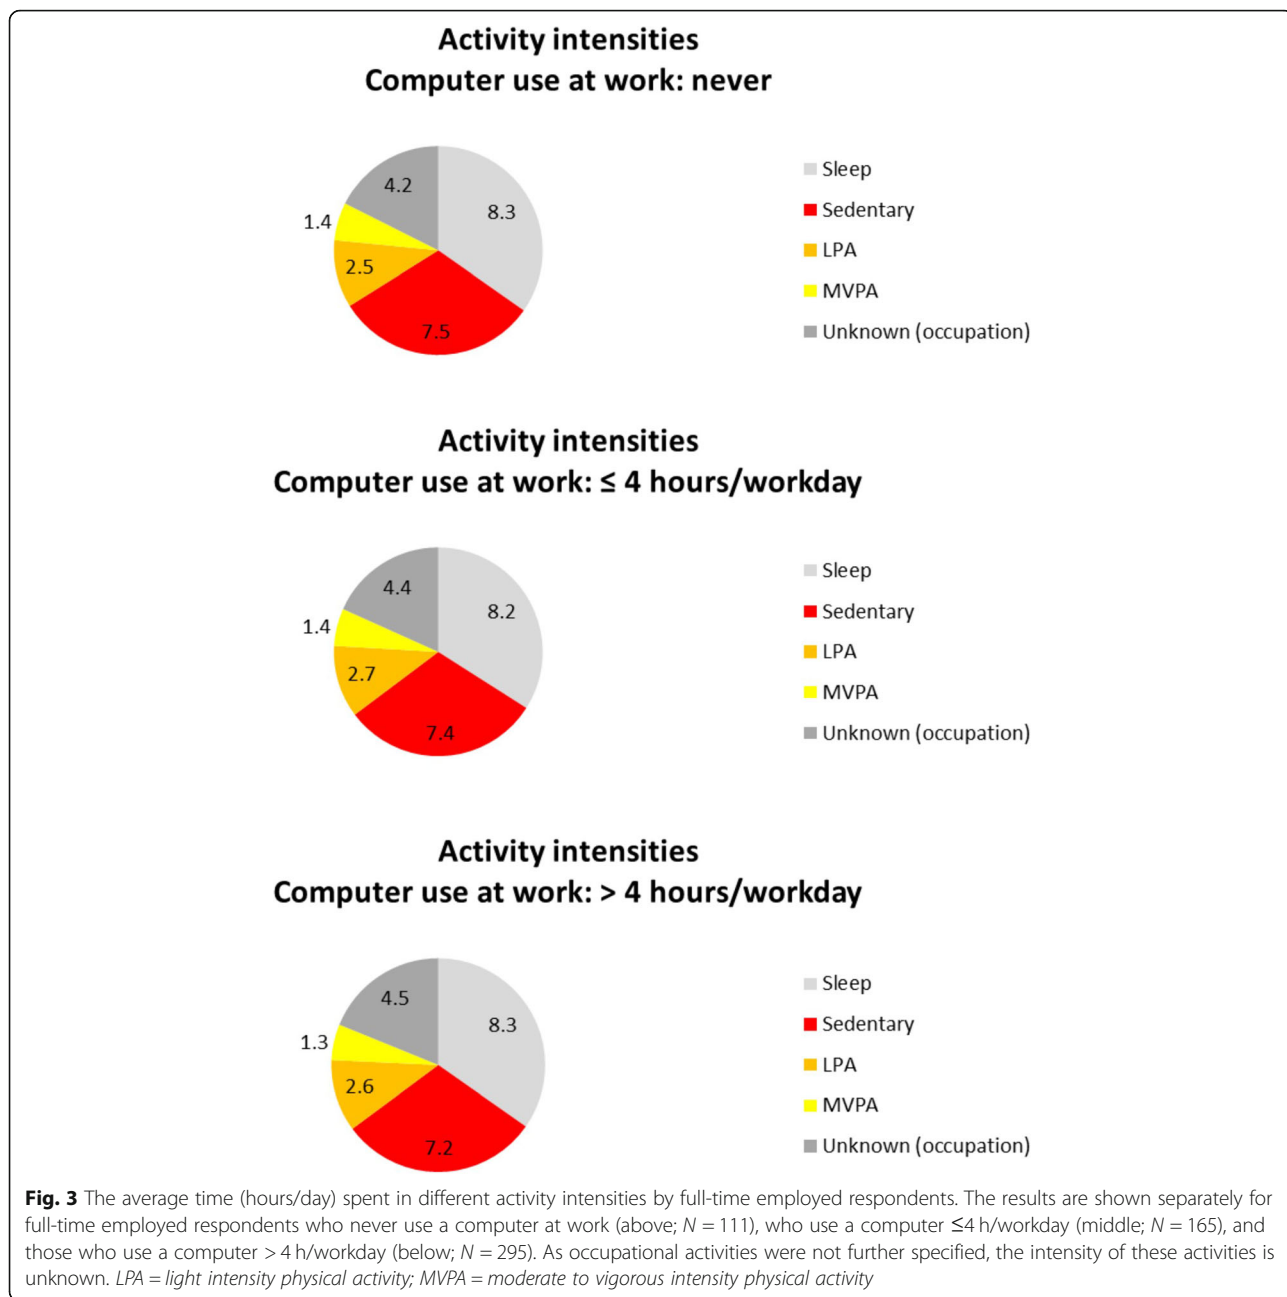 Activity intensities
Computer use at work: never
4.2
8.3
1.4
2.5
7.5
Sleep
Sedentary
LPA
MVPA
Unknown (occupation)
Activity intensities
Computer use at work: ≤ 4 hours/workday
4.4
8.2
1.4
2.7
7.4
Sleep
Sedentary
LPA
MVPA
Unknown (occupation)
Activity intensities
Computer use at work: > 4 hours/workday
4.5
8.3
1.3
2.6
7.2
Sleep
Sedentary
LPA
MVPA
Unknown (occupation)
Fig. 3 The average time (hours/day) spent in different activity intensities by full-time employed respondents. The results are shown separately for
full-time employed respondents who never use a computer at work (above; N = 111), who use a computer ≤4 h/workday (middle; N = 165), and
those who use a computer > 4 h/workday (below; N = 295). As occupational activities were not further specified, the intensity of these activities is
unknown. LPA = light intensity physical activity; MVPA = moderate to vigorous intensity physical activity